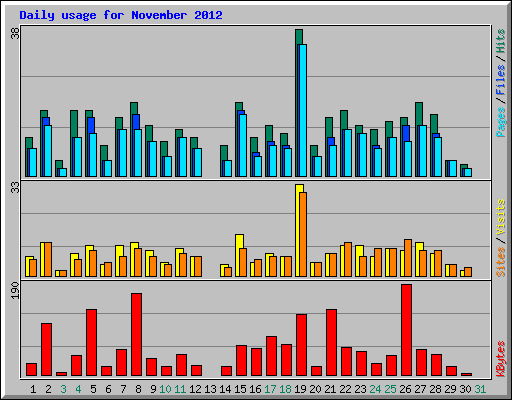 Daily usage for November 2012
38
Pages / Files / Hits
33
Sites / Visits
190
KBytes
1 2 3 4 5 6 7 8 9 10 11 12 13 14 15 16 17 18 19 20 21 22 23 24 25 26 27 28 29 30 31